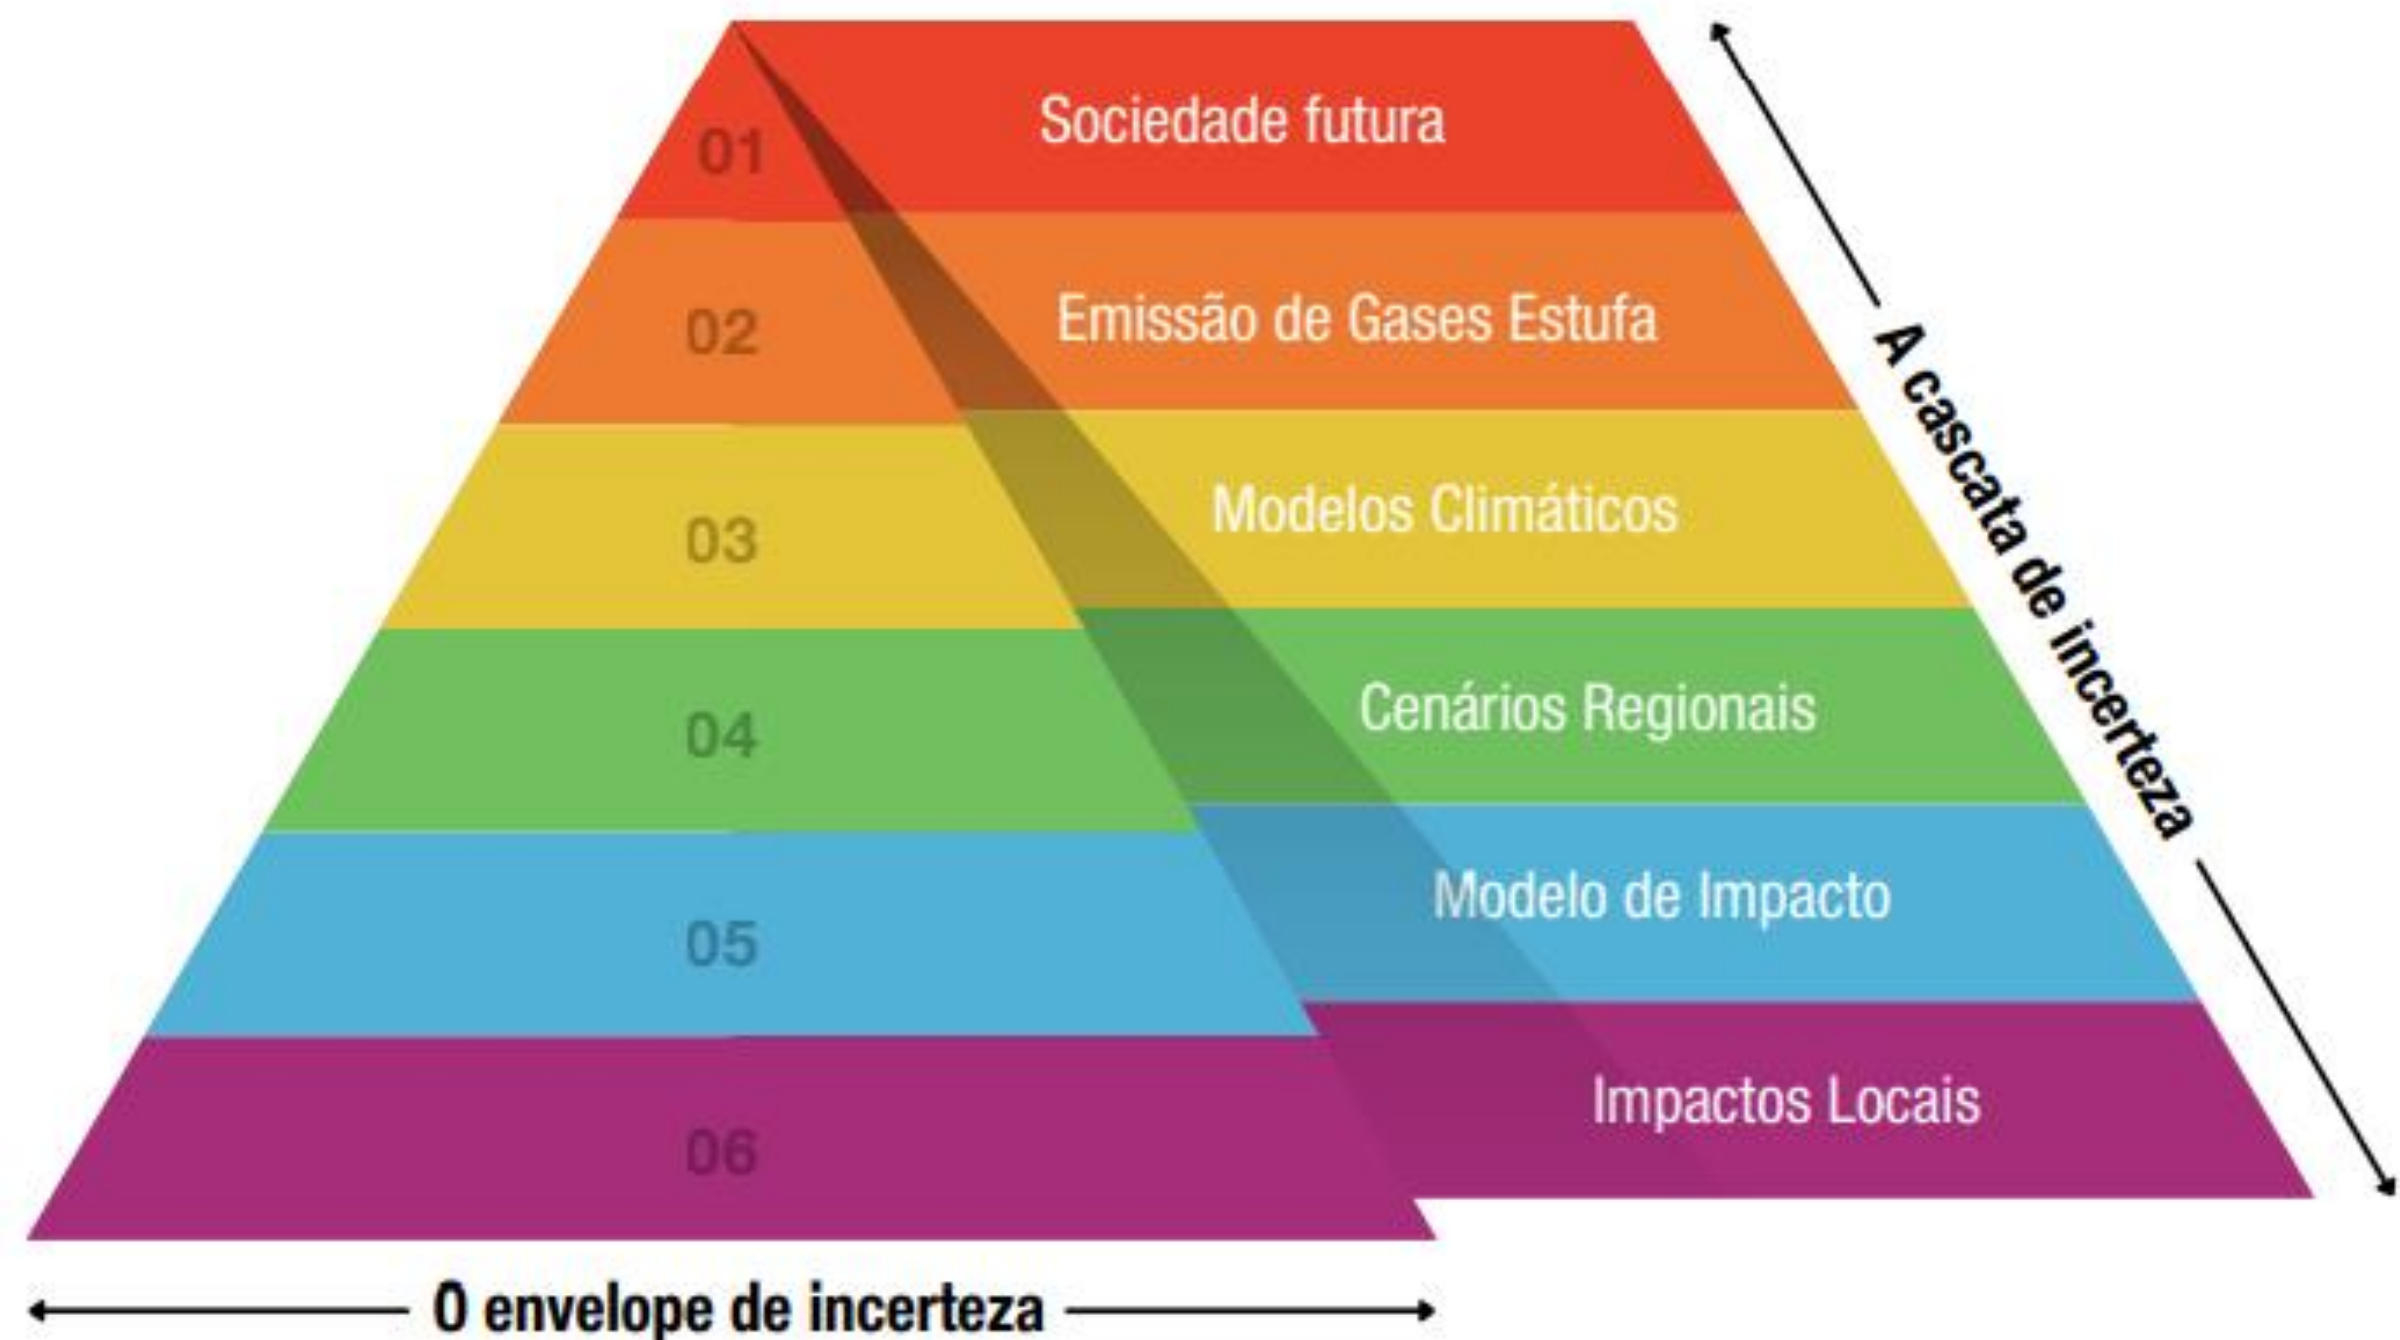 01
Sociedade futura
02
Emissão de Gases Estufa
03
Modelos Climáticos
04
Cenários Regionais
05
Modelo de Impacto
06
Impactos Locais
A cascata de incerteza
O envelope de incerteza